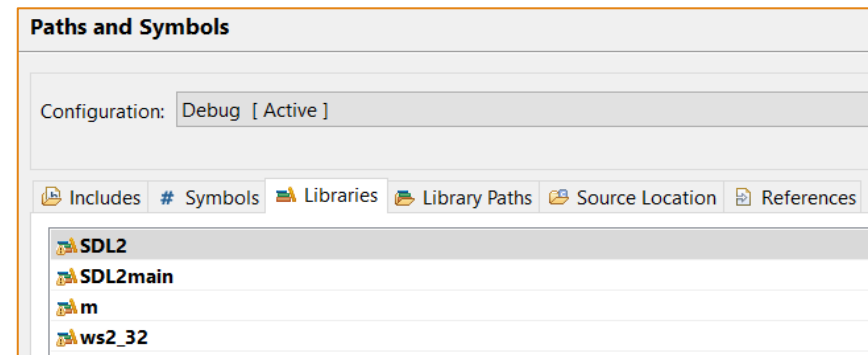 Paths and Symbols
Configuration: Debug [ Active ]
Includes # Symbols Libraries Library Paths Source Location References
SDL2
SDL2main
m
ws2_32